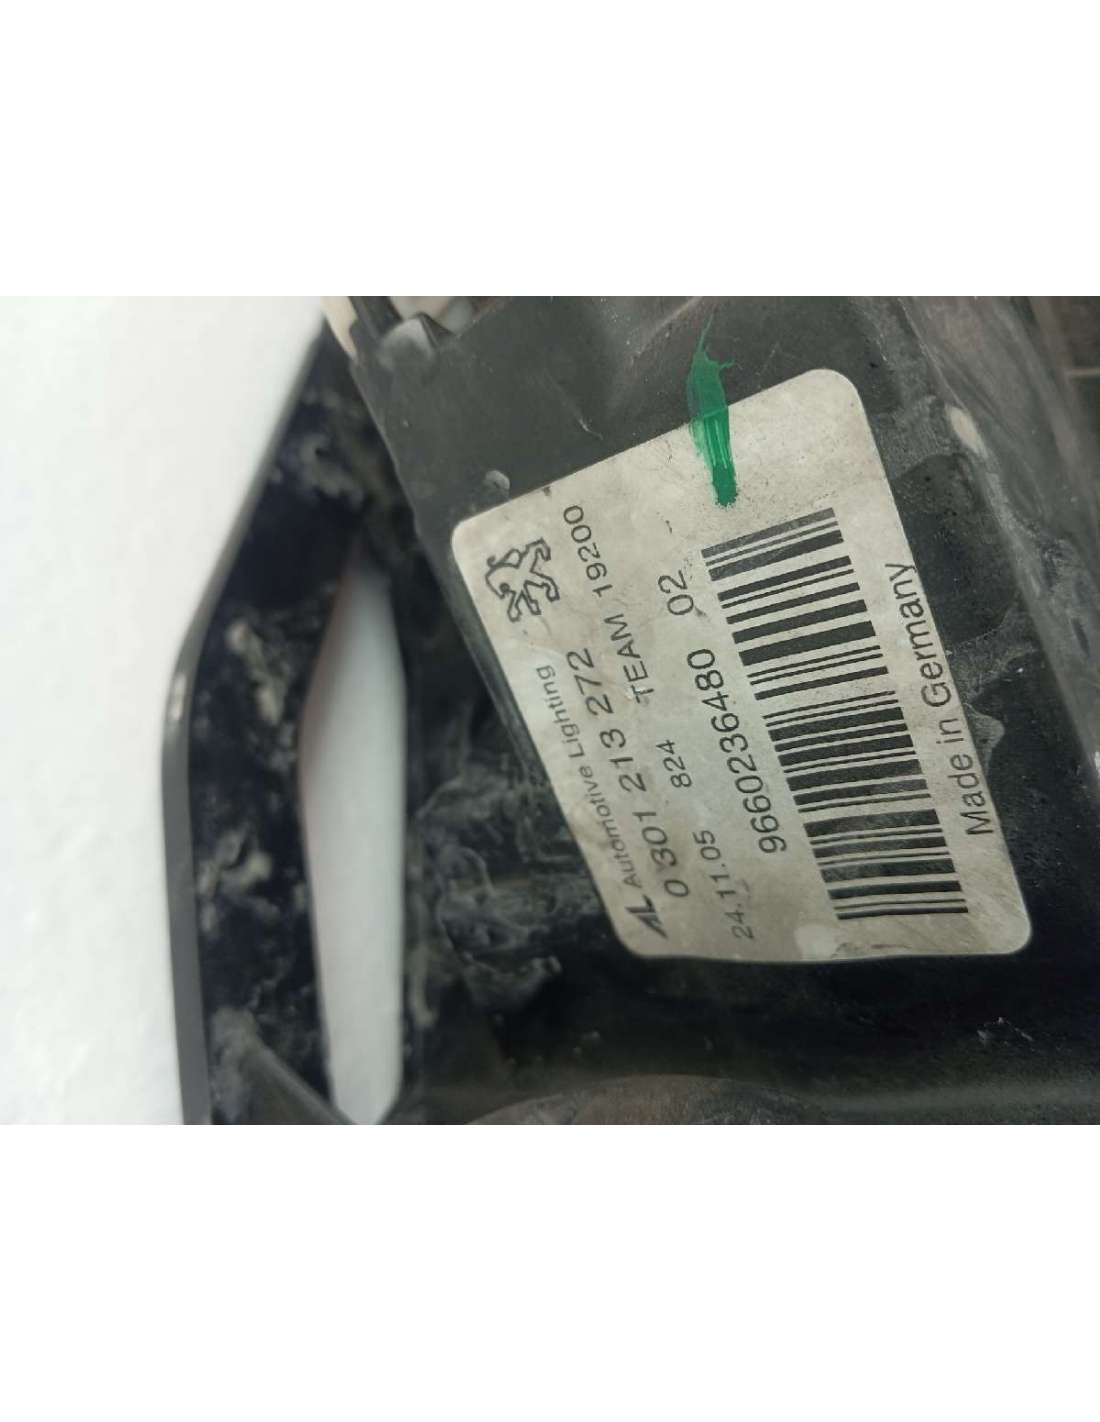 AL Automotive Lighting
0 301 213 272
TEAM 19200
24.11.05 824 02
9660236480
Made in Germany